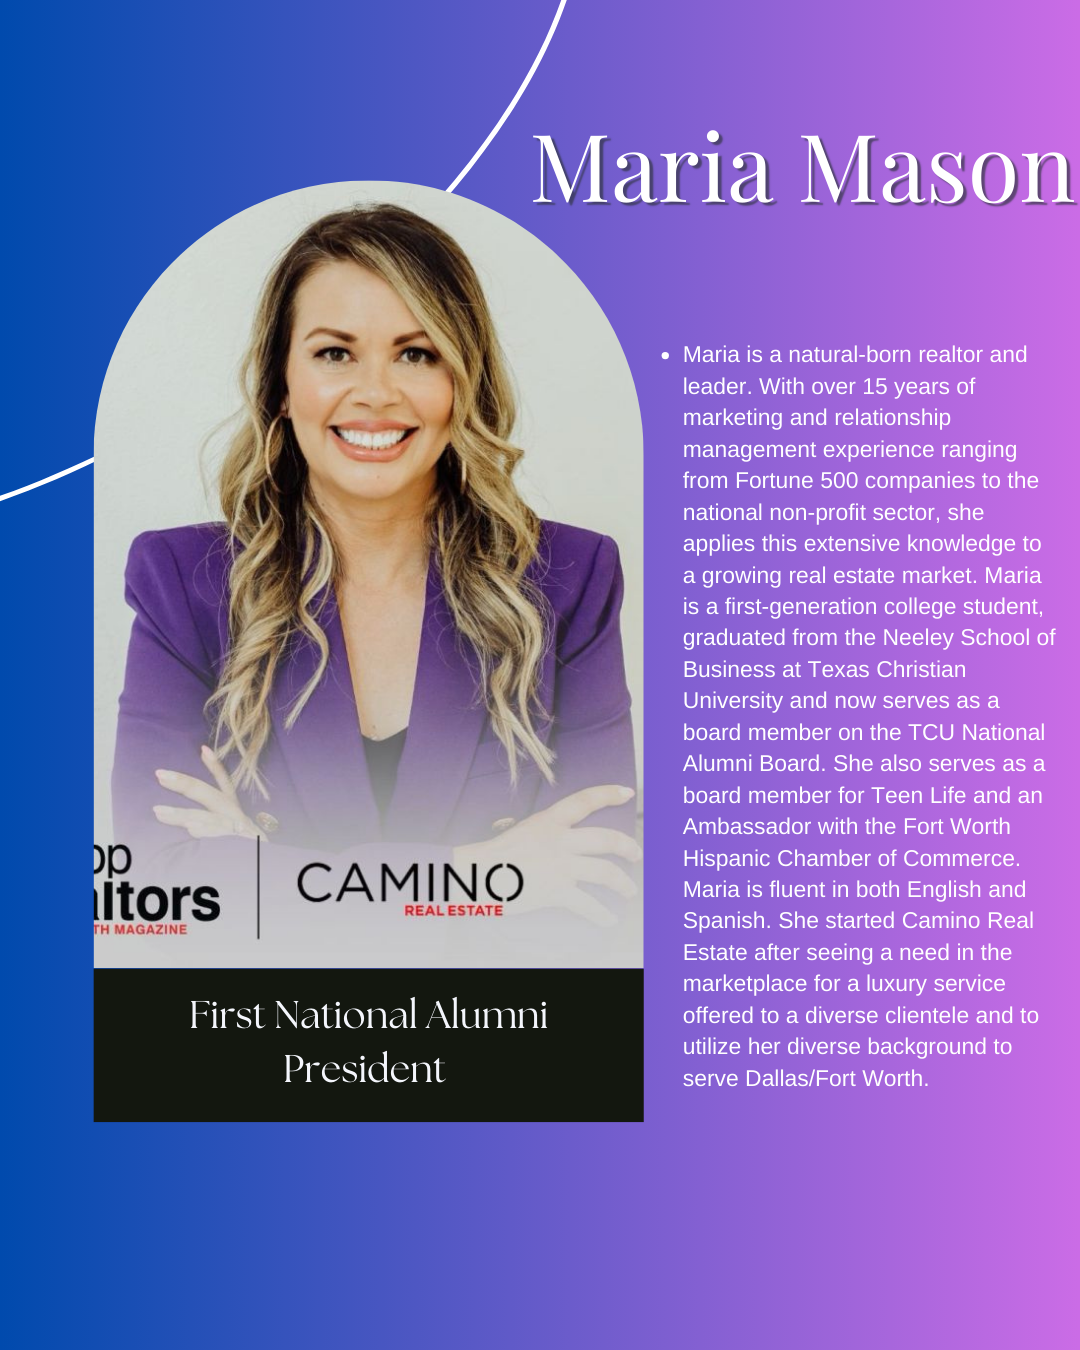 Maria Mason
Maria is a natural-born realtor and
leader. With over 15 years of
marketing and relationship
management experience ranging
from Fortune 500 companies to the
national non-profit sector, she
applies this extensive knowledge to
a growing real estate market. Maria
is a first-generation college student,
graduated from the Neeley School of
Business at Texas Christian
University and now serves as a
board member on the TCU National
Alumni Board. She also serves as a
board member for Teen Life and an
Ambassador with the Fort Worth
Hispanic Chamber of Commerce.
Maria is fluent in both English and
Spanish. She started Camino Real
Estate after seeing a need in the
marketplace for a luxury service
offered to a diverse clientele and to
utilize her diverse background to
serve Dallas/Fort Worth.
op
altors
TH MAGAZINE
CAMINO
REAL ESTATE
First National Alumni
President